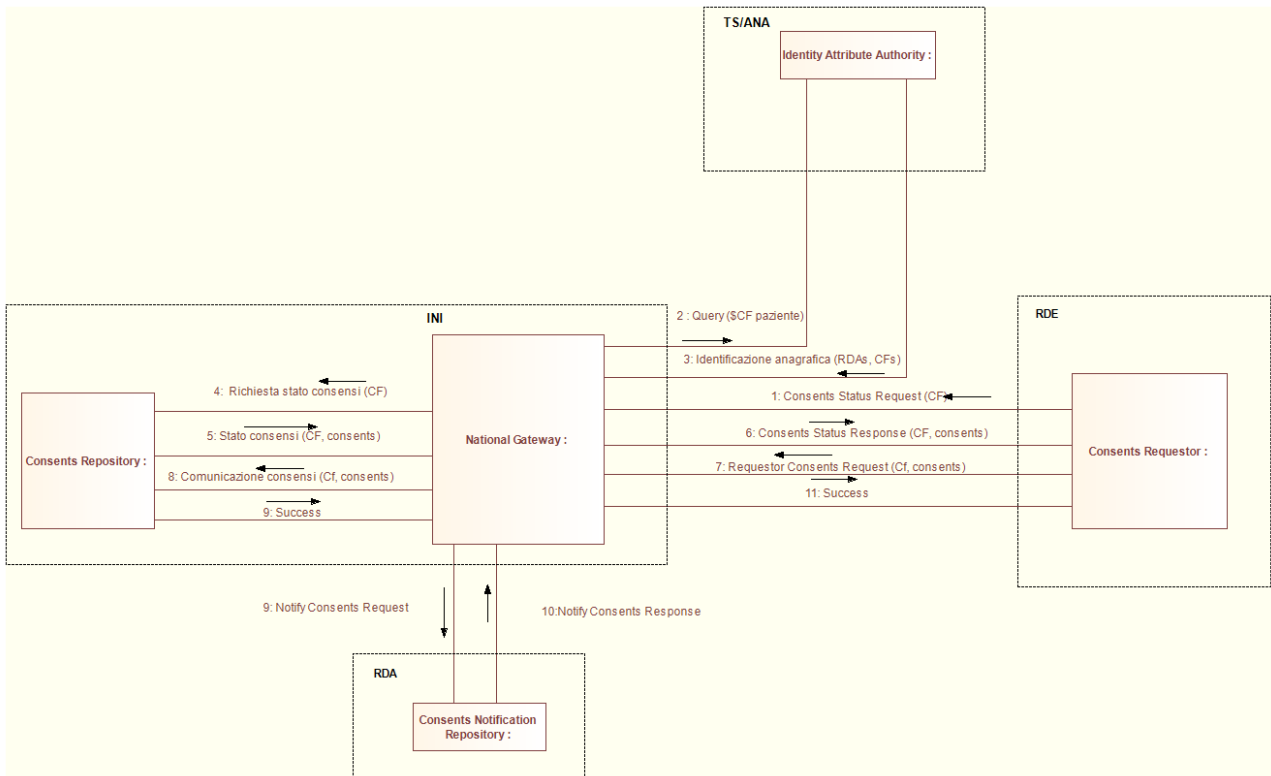 TS/ANA
Identity Attribute Authority :
INI
RDE
2 : Query ($CF paziente)
3: Identificazione anagrafica (RDAs, CFs)
4: Richiesta stato consensi (CF)
1: Consents Status Request (CF)
5: Stato consensi (CF, consents)
National Gateway :
6: Consents Status Response (CF, consents)
Consents Repository :
Consents Requestor :
8: Comunicazione consensi (Cf, consents)
7: Requestor Consents Request (Cf, consents)
9: Success
11: Success
9: Notify Consents Request
10:Notify Consents Response
RDA
Consents Notification
Repository :